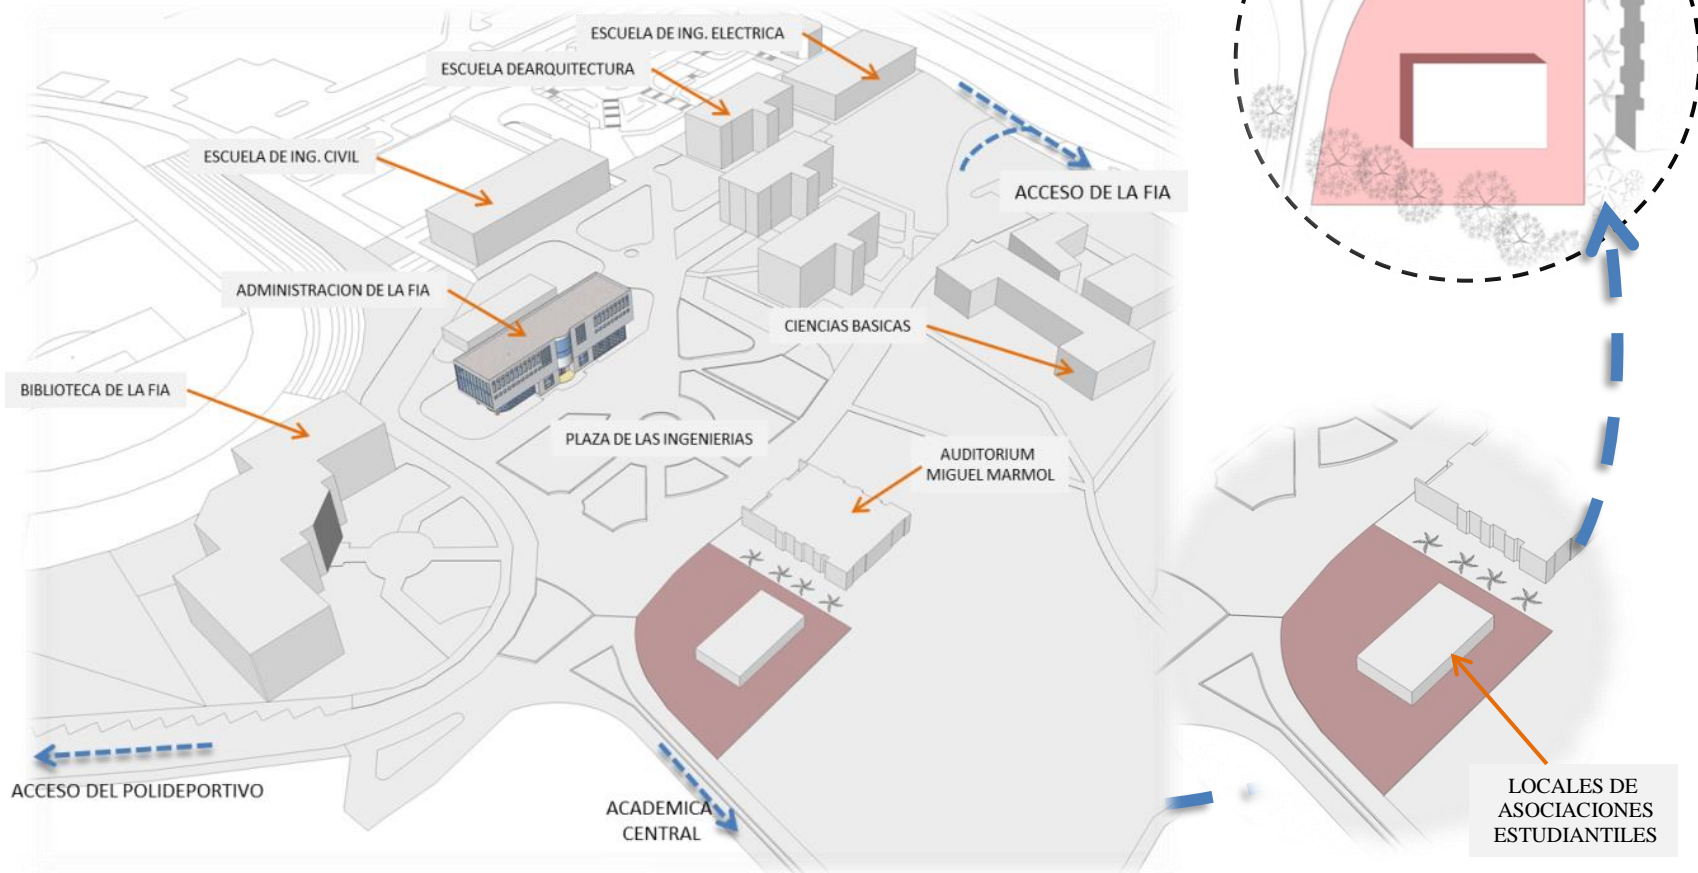 ESCUELA DE ING. ELECTRICA
ESCUELA DEARQUITECTURA
ESCUELA DE ING. CIVIL
ACCESO DE LA FIA
ADMINISTRACION DE LA FIA
CIENCIAS BASICAS
BIBLIOTECA DE LA FIA
PLAZA DE LAS INGENIERIAS
AUDITORIUM
MIGUEL MARMOL
ACCESO DEL POLIDEPORTIVO
ACADEMICA
CENTRAL
LOCALES DE
ASOCIACIONES
ESTUDIANTILES